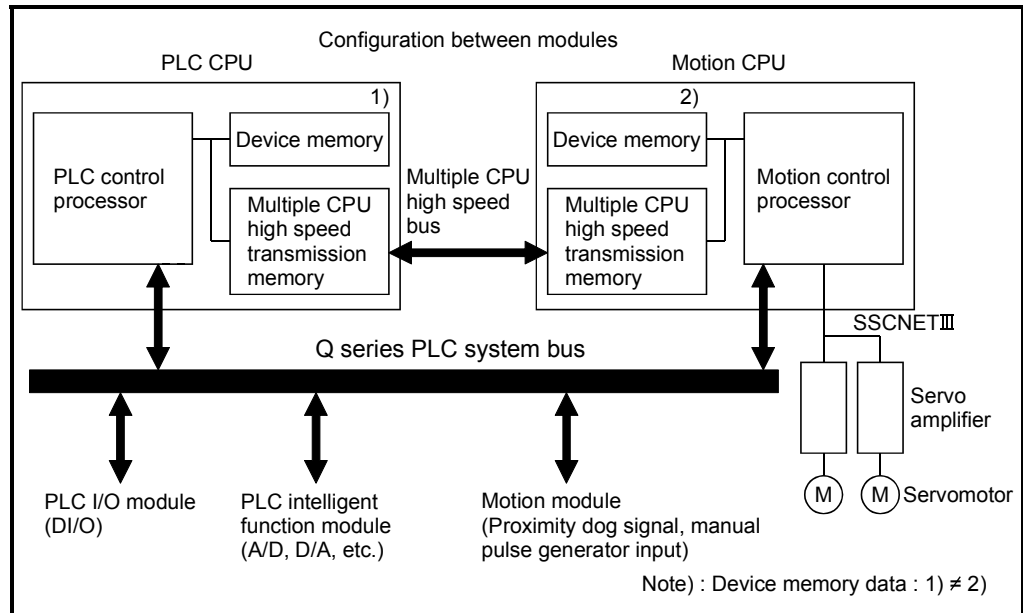 Configuration between modules
PLC CPU
Motion CPU
1)
2)
PLC control
processor
Device memory
Multiple CPU
high speed
transmission
memory
Multiple CPU
high speed
bus
Device memory
Multiple CPU
high speed
transmission
memory
Motion control
processor
SSCNETⅢ
Q series PLC system bus
Servo
amplifier
M
M
Servomotor
PLC I/O module
(DI/O)
PLC intelligent
function module
(A/D, D/A, etc.)
Motion module
(Proximity dog signal, manual
pulse generator input)
Note) : Device memory data : 1) ≠ 2)